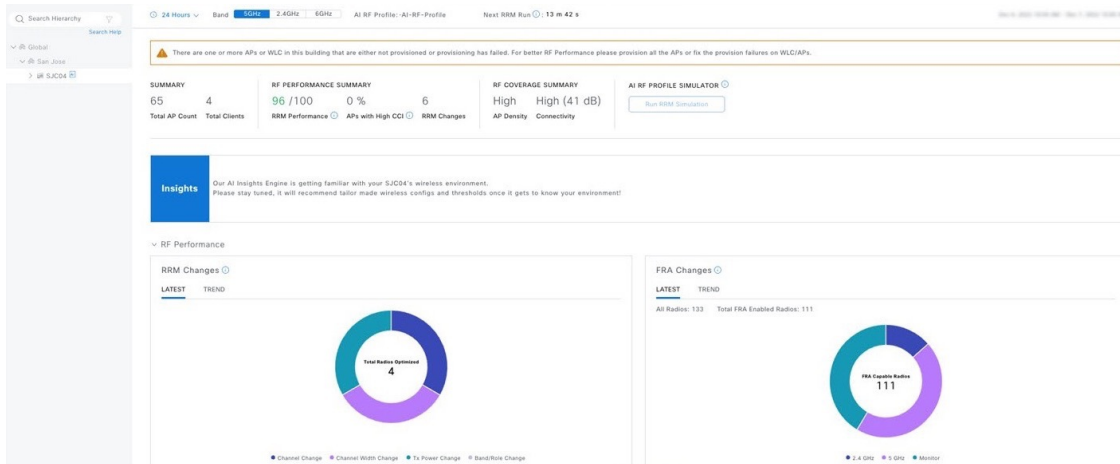 Search Hierarchy
Search Help
Global
San Jose
SJC04
24 Hours Band 5GHz 2.4GHz 6GHz AI RF Profile:-AI-RF-Profile Next RRM Run : 13 m 42 s
There are one or more APs or WLC in this building that are either not provisioned or provisioning has failed. For better RF Performance please provision all the APs or fix the provision failures on WLC/APs.
SUMMARY
65 4
Total AP Count Total Clients
RF PERFORMANCE SUMMARY
96 /100 0 % 6
RRM Performance APs with High CCI RRM Changes
RF COVERAGE SUMMARY
High High (41 dB)
AP Density Connectivity
AI RF PROFILE SIMULATOR
Run RRM Simulation
Insights
Our AI Insights Engine is getting familiar with your SJC04's wireless environment.
Please stay tuned, it will recommend tailor made wireless configs and thresholds once it gets to know your environment!
RF Performance
RRM Changes
LATEST TREND
Total Radios Optimized
4
Channel Change Channel Width Change Tx Power Change Band/Role Change
FRA Changes
LATEST TREND
All Radios: 133 Total FRA Enabled Radios: 111
FRA Capable Radios
111
2.4 GHz 5 GHz Monitor